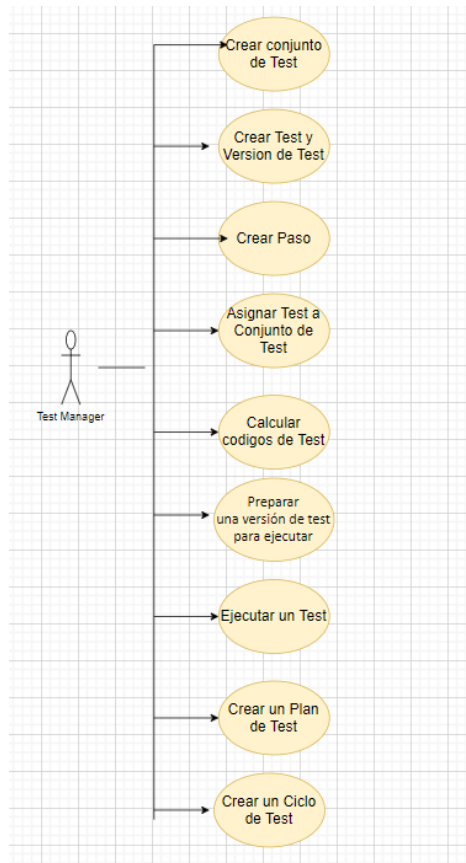 Crear conjunto
de Test
Crear Test y
Version de Test
Crear Paso
Asignar Test a
Conjunto de
Test
Test Manager
Calcular
codigos de Test
Preparar
una versión de test
para ejecutar
Ejecutar un Test
Crear un Plan
de Test
Crear un Ciclo
de Test